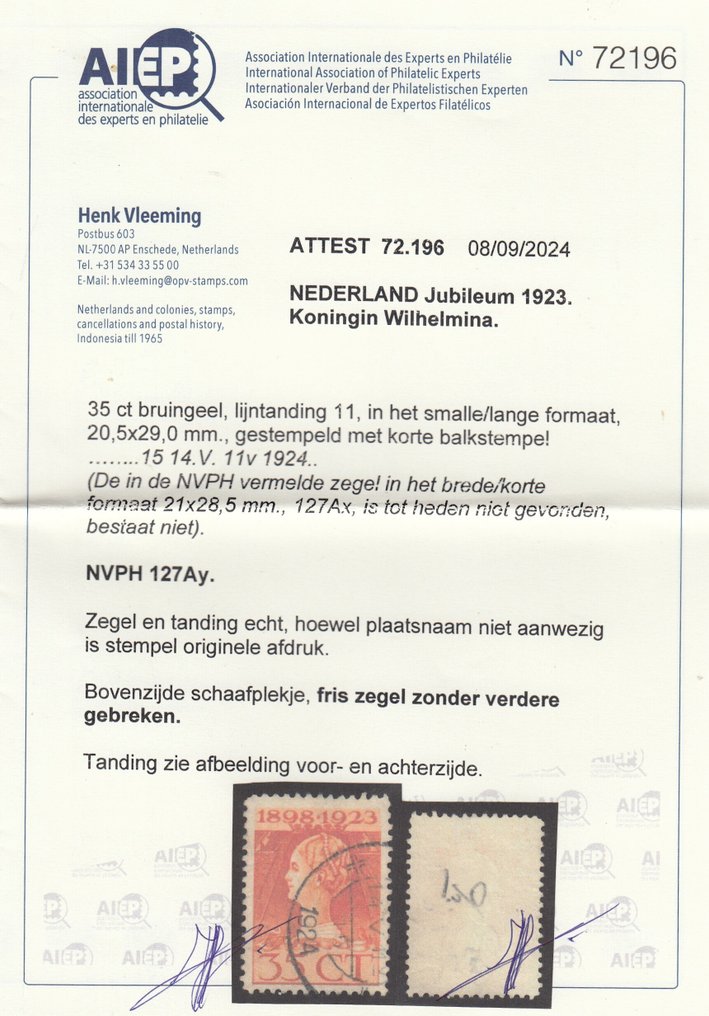 AIEP
association
internationale
des experts en philatelie
Association Internationale des Experts en Philatélie
International Association of Philatelic Experts
Internationaler Verband der Philatelistischen Experten
Asociación Internacional de Expertos Filatélicos
N° 72196
Henk Vleeming
Postbus 603
NL-7500 AP Enschede, Netherlands
Tel. +31 534 33 55 00
E-Mail: h.vleeming@opv-stamps.com
Netherlands and colonies, stamps,
cancellations and postal history,
Indonesia till 1965
ATTEST 72.196 08/09/2024
NEDERLAND Jubileum 1923.
Koningin Wilhelmina.
35 ct bruingeel, lijntanding 11, in het smalle/lange formaat,
20,5x29,0 mm., gestempeld met korte balkstempel
........15 14.V. 11v 1924..
(De in de NVPH vermelde zegel in het brede/korte
formaat 21x28,5 mm., 127Ax, is tot heden niet gevonden,
bestaat niet).
NVPH 127Ay.
Zegel en tanding echt, hoewel plaatsnaam niet aanwezig
is stempel originele afdruk.
Bovenzijde schaafplekje, fris zegel zonder verdere
gebreken.
Tanding zie afbeelding voor- en achterzijde.
1898-1923
1924
35 CT
AIEP
AIEP
AIEP
AIEP
AIEP
AIEP